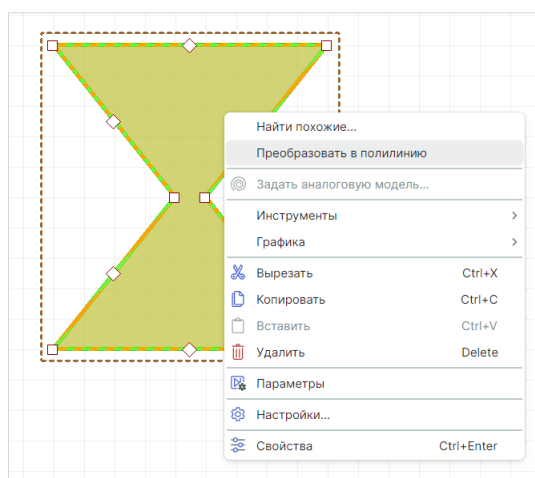 Найти похожие...
Преобразовать в полилинию
Задать аналоговую модель...
Инструменты
Графика
Вырезать Ctrl+X
Копировать Ctrl+C
Вставить Ctrl+V
Удалить Delete
Параметры
Настройки...
Свойства Ctrl+Enter